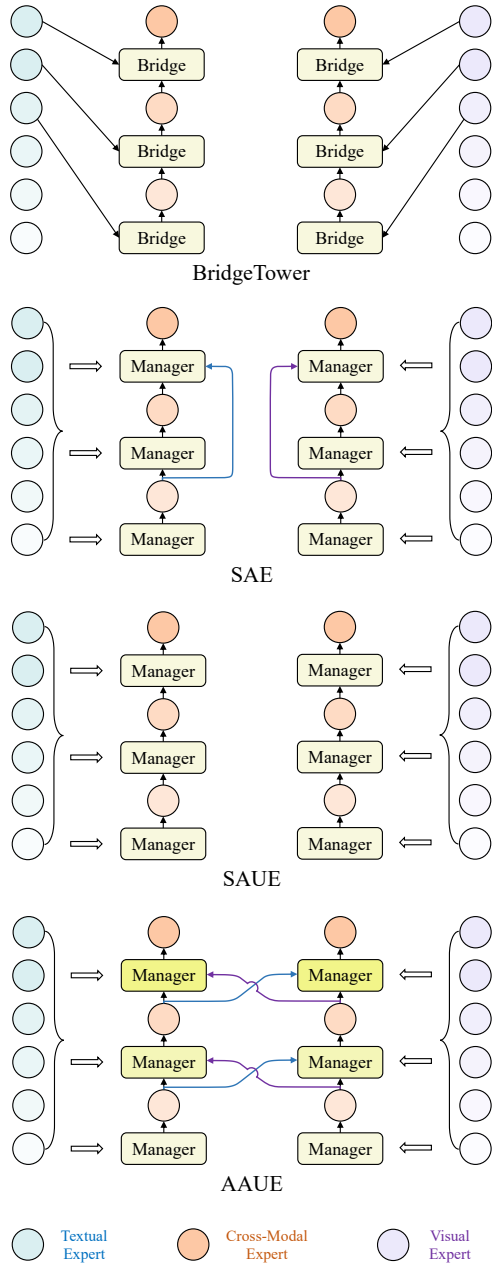 Bridge Bridge
Bridge Bridge
Bridge Bridge
BridgeTower
Manager Manager
Manager Manager
Manager Manager
SAE
Manager Manager
Manager Manager
Manager Manager
SAUE
Manager Manager
Manager Manager
Manager Manager
AAUE
Textual
Expert
Cross-Modal
Expert
Visual
Expert